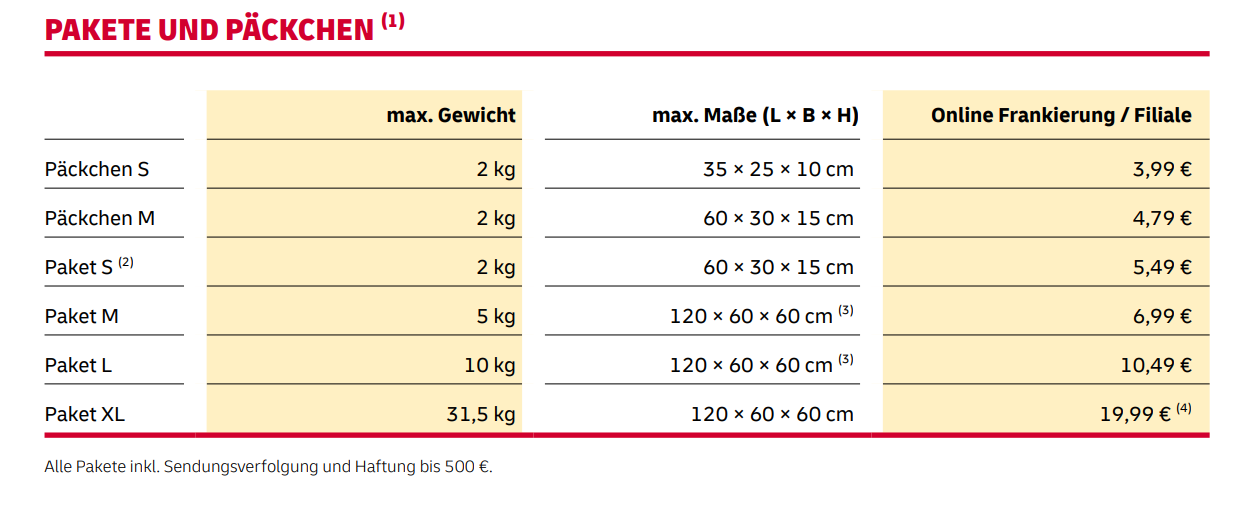 PAKETE UND PÄCKCHEN (1)
max. Gewicht max. Maße (L × B × H) Online Frankierung / Filiale
Päckchen S 2 kg 35 × 25 × 10 cm 3,99 €
Päckchen M 2 kg 60 × 30 × 15 cm 4,79 €
Paket S (2) 2 kg 60 × 30 × 15 cm 5,49 €
Paket M 5 kg 120 × 60 × 60 cm (3) 6,99 €
Paket L 10 kg 120 × 60 × 60 cm (3) 10,49 €
Paket XL 31,5 kg 120 × 60 × 60 cm 19,99 € (4)
Alle Pakete inkl. Sendungsverfolgung und Haftung bis 500 €.